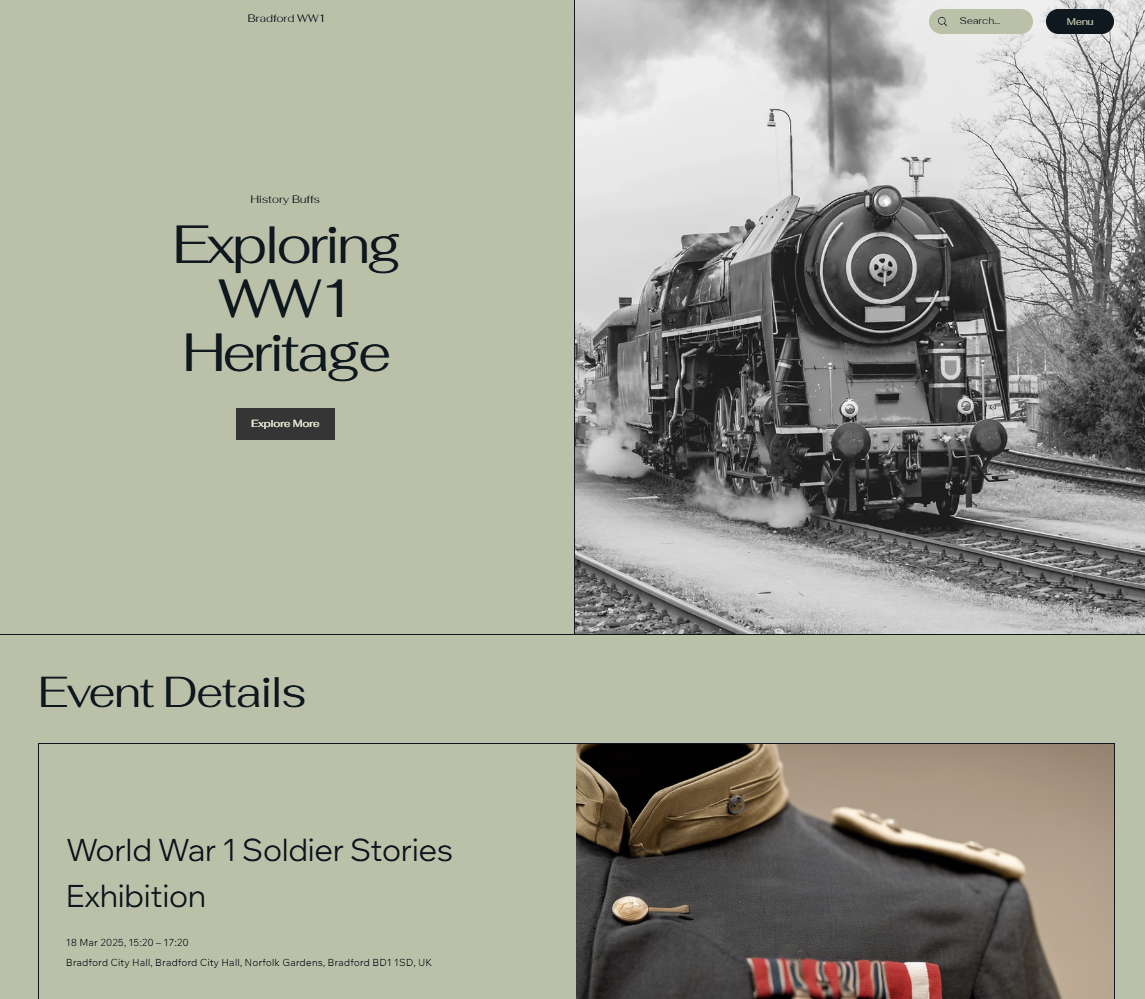 Bradford WW1
Search...
Menu
History Buffs
Exploring
WW1
Heritage
Explore More
Event Details
World War 1 Soldier Stories
Exhibition
18 Mar 2025, 15:20 – 17:20
Bradford City Hall, Bradford City Hall, Norfolk Gardens, Bradford BD1 1SD, UK